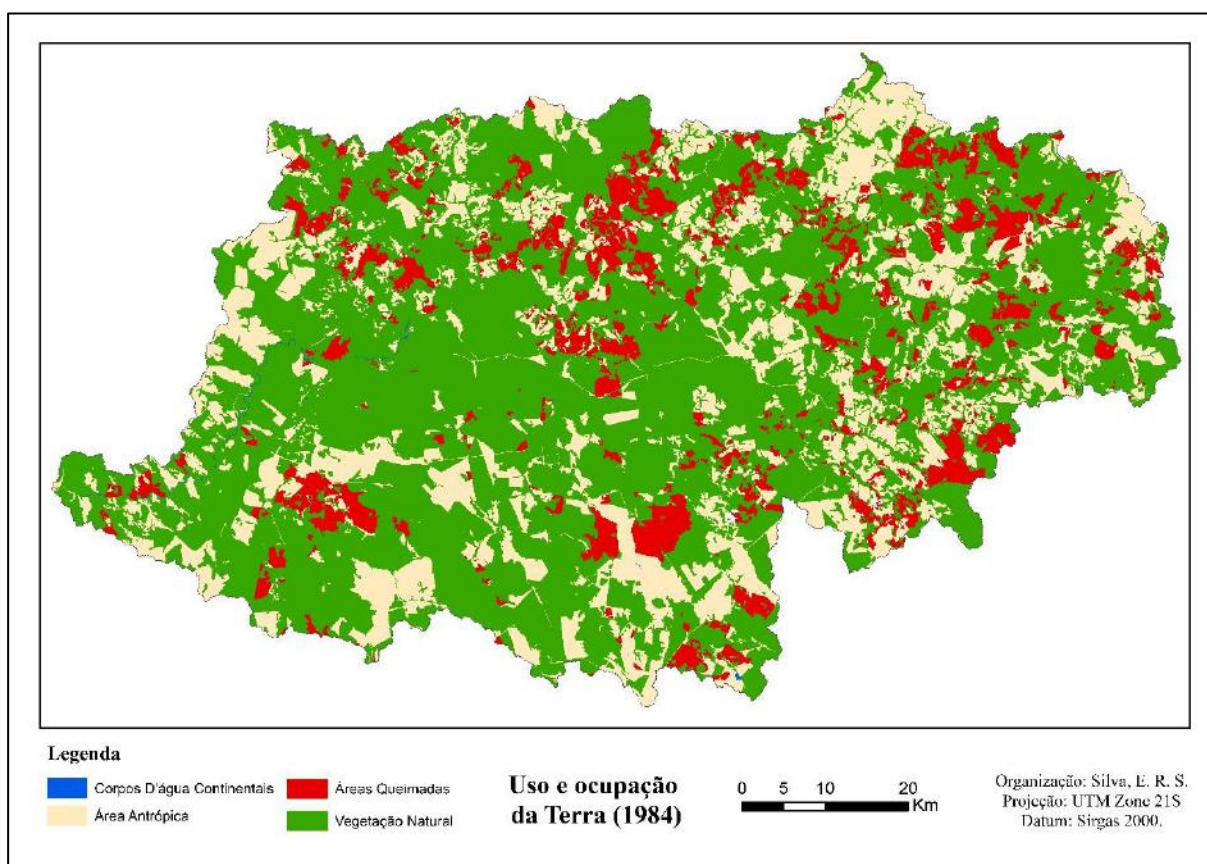 Legenda
Corpos D'água Continentais
Área Antrópica
Áreas Queimadas
Vegetação Natural
Uso e ocupação
da Terra (1984)
0 5 10 20
Km
Organização: Silva, E. R. S.
Projeção: UTM Zone 21S
Datum: Sirgas 2000.